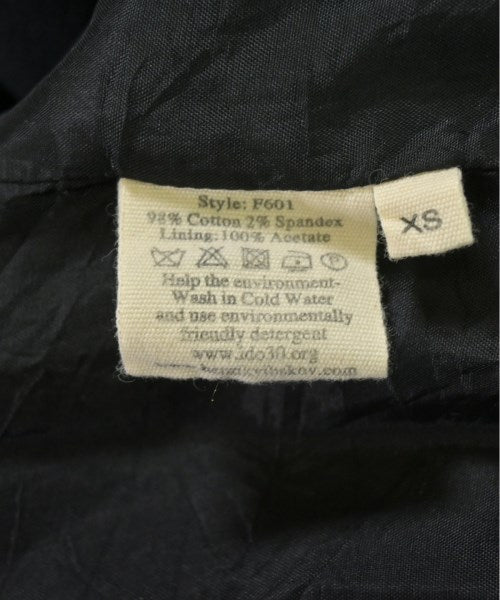 Style: F601
98% Cotton 2% Spandex
Lining: 100% Acetate
Help the environment-
Wash in Cold Water
and use environmentally
friendly detergent
www.ido30.org
XS